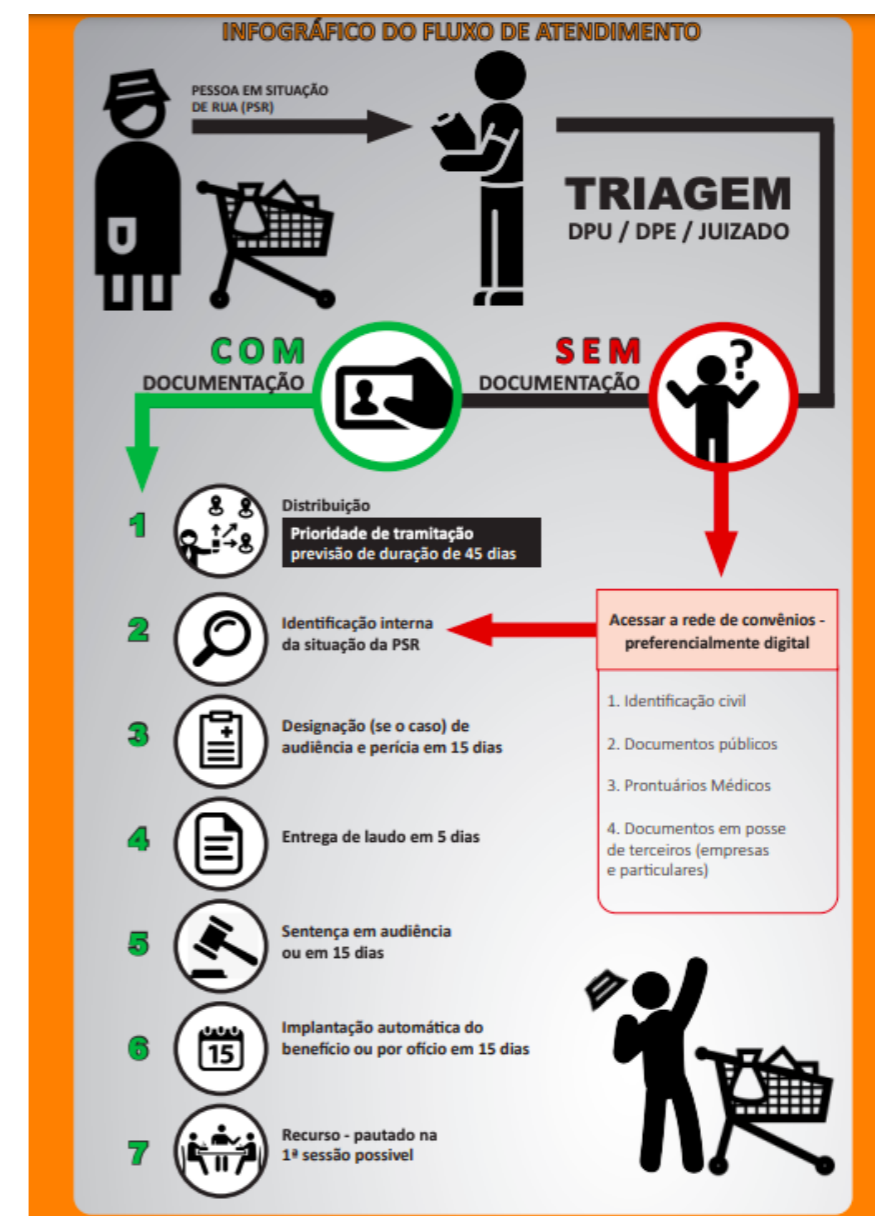 INFOGRÁFICO DO FLUXO DE ATENDIMENTO
PESSOA EM SITUAÇÃO
DE RUA (PSR)
TRIAGEM
DPU / DPE / JUIZADO
COM
DOCUMENTAÇÃO
SEM
DOCUMENTAÇÃO
?
1
Distribuição
Prioridade de tramitação
previsão de duração de 45 dias
2
Identificação interna
da situação da PSR
Acessar a rede de convênios -
preferencialmente digital
1. Identificação civil
2. Documentos públicos
3. Prontuários Médicos
4. Documentos em posse
de terceiros (empresas
e particulares)
3
Designação (se o caso) de
audiência e perícia em 15 dias
4
Entrega de laudo em 5 dias
5
Sentença em audiência
ou em 15 dias
6
15
Implantação automática do
benefício ou por ofício em 15 dias
7
Recurso - pautado na
1ª sessão possivel